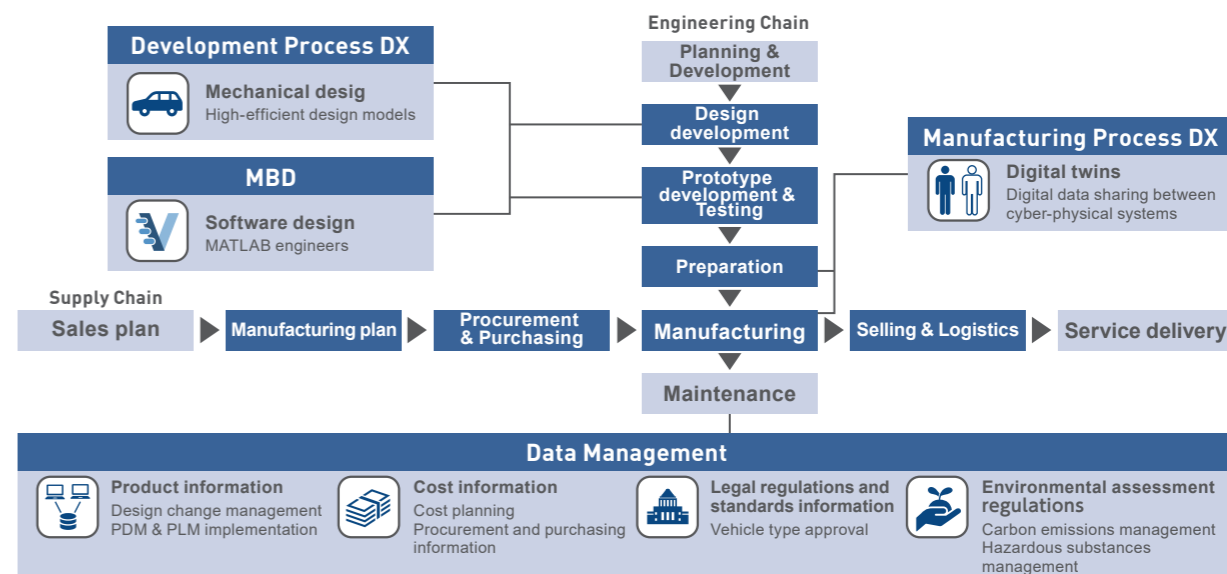 Engineering Chain
Planning &
Development
Development Process DX
Mechanical desig
High-efficient design models
Design
development
Manufacturing Process DX
Digital twins
Digital data sharing between
cyber-physical systems
MBD
Software design
MATLAB engineers
Prototype
development &
Testing
Preparation
Supply Chain
Sales plan
Manufacturing plan
Procurement
& Purchasing
Manufacturing
Selling & Logistics
Service delivery
Maintenance
Data Management
Product information
Design change management
PDM & PLM implementation
Cost information
Cost planning
Procurement and purchasing
information
Legal regulations and
standards information
Vehicle type approval
Environmental assessment
regulations
Carbon emissions management
Hazardous substances
management